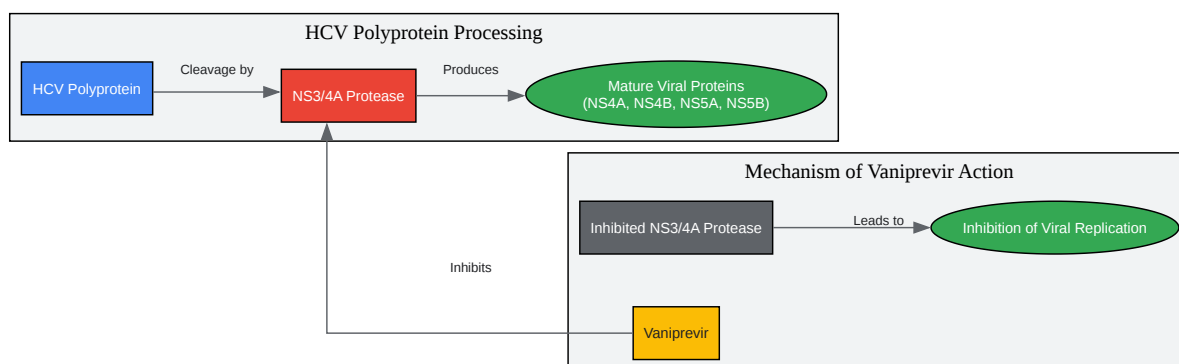 HCV Polyprotein Processing
Cleavage by
Produces
HCV Polyprotein
NS3/4A Protease
Mature Viral Proteins
(NS4A, NS4B, NS5A, NS5B)
Mechanism of Vaniprevir Action
Inhibited NS3/4A Protease
Leads to
Inhibition of Viral Replication
Inhibits
Vaniprevir